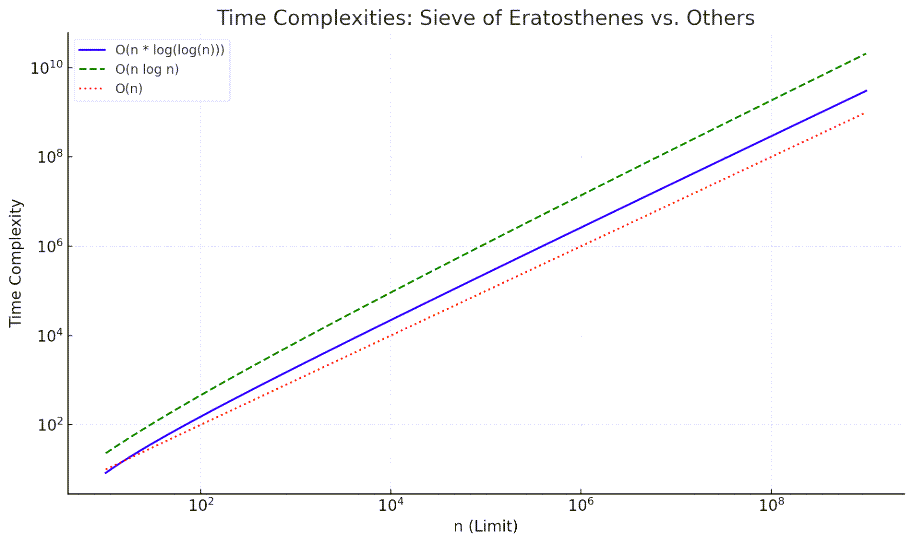 Time Complexities: Sieve of Eratosthenes vs. Others
O(n * log(log(n)))
O(n log n)
O(n)
10^10
10^8
10^6
10^4
10^2
Time Complexity
10^2 10^4 10^6 10^8
n (Limit)